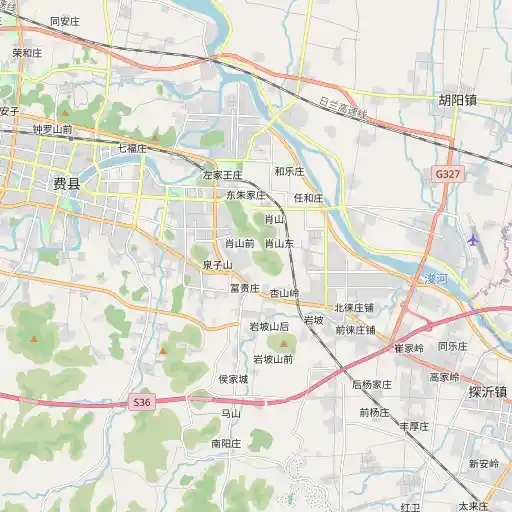 同安庄
荣和庄
日兰高速线
胡阳镇
安子
钟罗山前
七福庄
G327
左家王庄
和乐庄
费县
东朱家庄
任和庄
肖山
肖山前
肖山东
泉子山
浚河
冨贵庄
杏山岭
北徕庄铺
岩坡
岩坡山后
前徕庄铺
崔家岭
同乐庄
岩坡山前
侯家城
后杨家庄
高家岭
探沂镇
S36
马山
前杨庄
丰厚庄
南阳庄
新安岭
红卫
太来庄